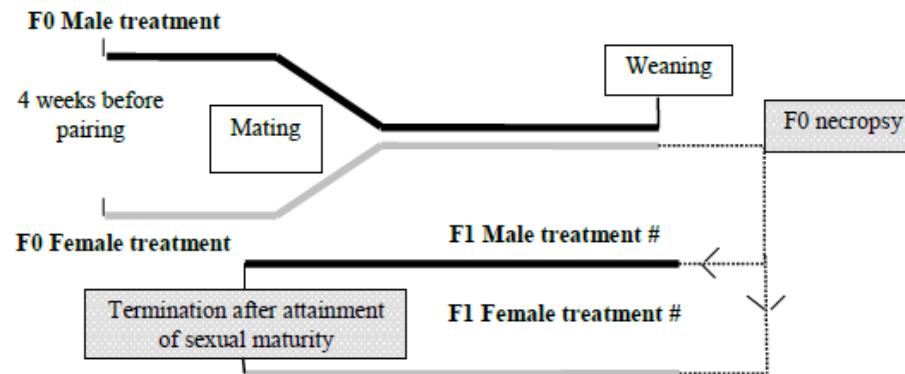 F0 Male treatment
4 weeks before
pairing
Mating
Weaning
F0 necropsy
F0 Female treatment
F1 Male treatment #
Termination after attainment
of sexual maturity
F1 Female treatment #